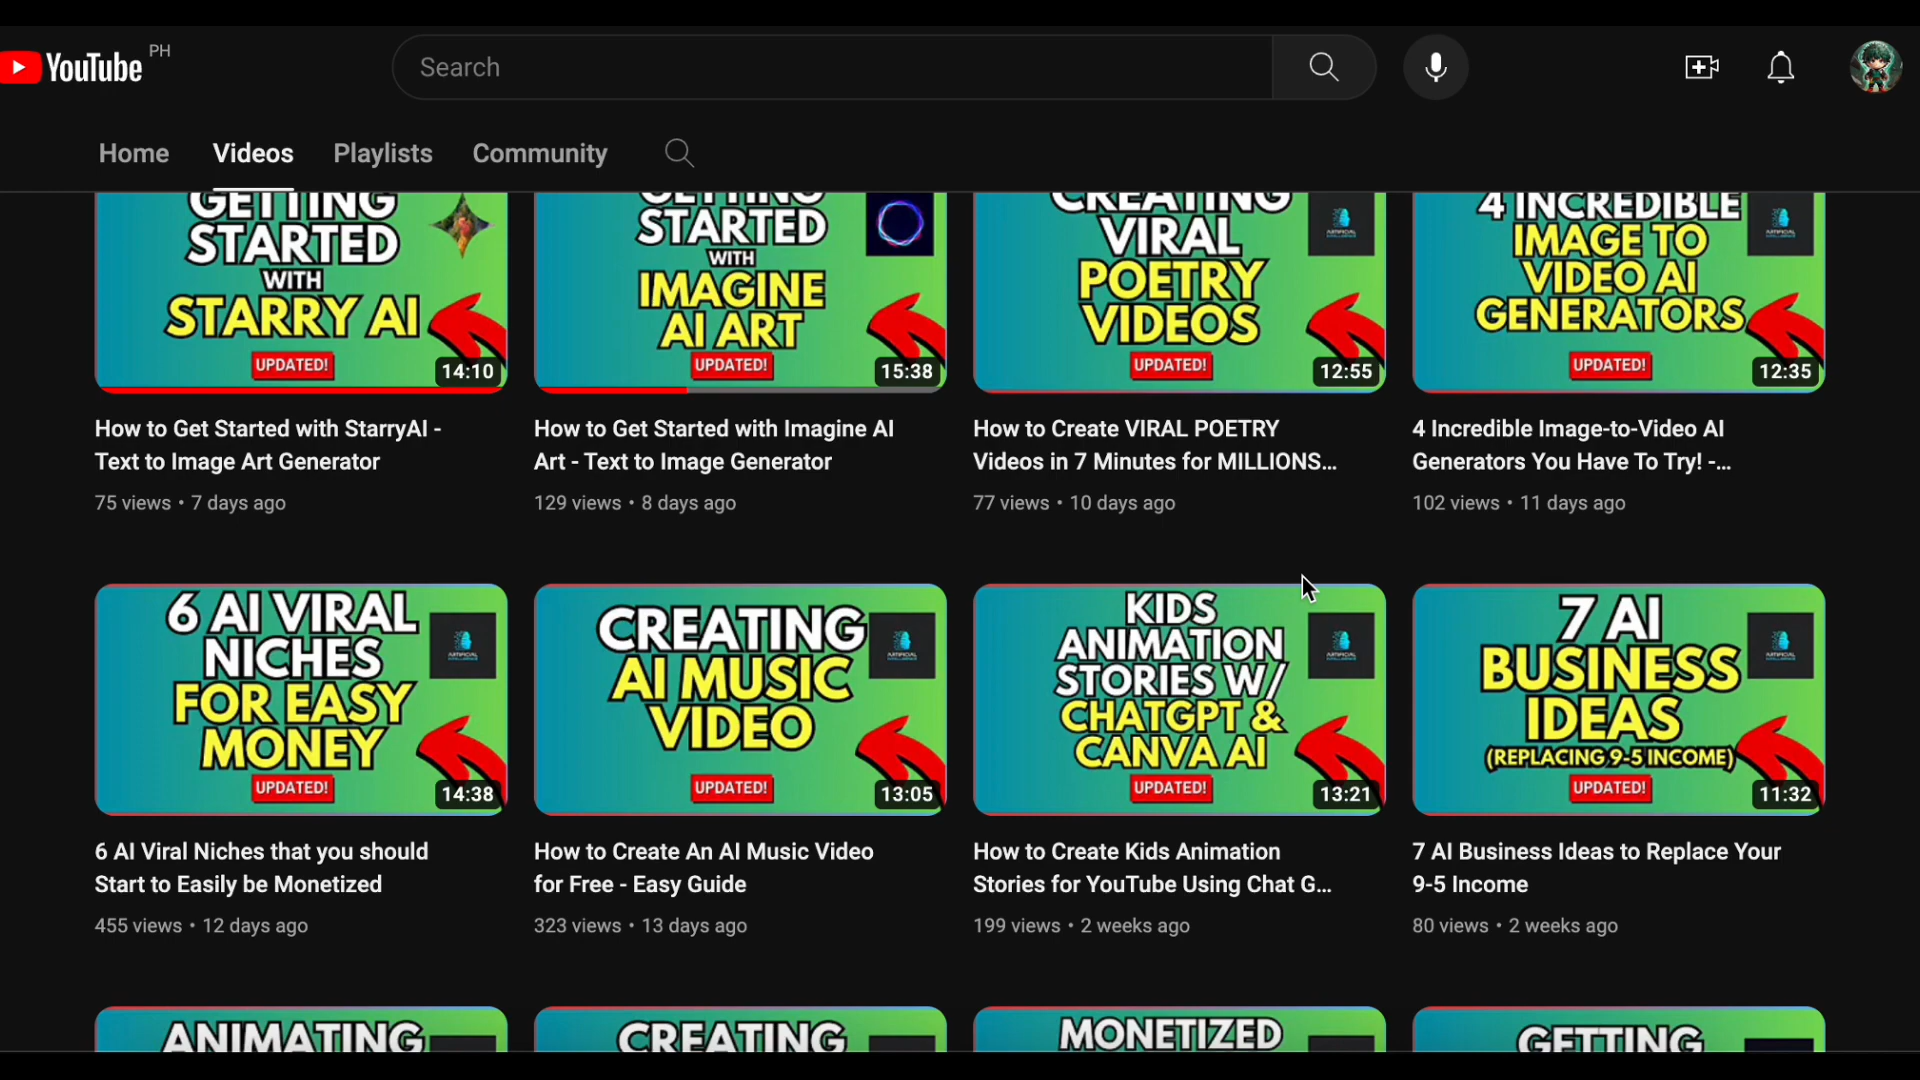 YouTube PH
Search
Home Videos Playlists Community
GETTING
STARTED
WITH
STARRY AI
UPDATED!
14:10
GETTING
STARTED
WITH
IMAGINE
AI ART
UPDATED!
15:38
CREATING
VIRAL
POETRY
VIDEOS
UPDATED!
12:55
4 INCREDIBLE
IMAGE TO
VIDEO AI
GENERATORS
UPDATED!
12:35
How to Get Started with StarryAI -
Text to Image Art Generator
75 views • 7 days ago
How to Get Started with Imagine AI
Art - Text to Image Generator
129 views • 8 days ago
How to Create VIRAL POETRY
Videos in 7 Minutes for MILLIONS...
77 views • 10 days ago
4 Incredible Image-to-Video AI
Generators You Have To Try! -...
102 views • 11 days ago
6 AI VIRAL
NICHES
FOR EASY
MONEY
UPDATED!
14:38
CREATING
AI MUSIC
VIDEO
UPDATED!
13:05
KIDS
ANIMATION
STORIES W/
CHATGPT &
CANVA AI
UPDATED!
13:21
7 AI
BUSINESS
IDEAS
(REPLACING 9-5 INCOME)
UPDATED!
11:32
6 AI Viral Niches that you should
Start to Easily be Monetized
455 views • 12 days ago
How to Create An AI Music Video
for Free - Easy Guide
323 views • 13 days ago
How to Create Kids Animation
Stories for YouTube Using Chat G...
199 views • 2 weeks ago
7 AI Business Ideas to Replace Your
9-5 Income
80 views • 2 weeks ago
ANIMATING
CREATING
MONETIZED
GETTING